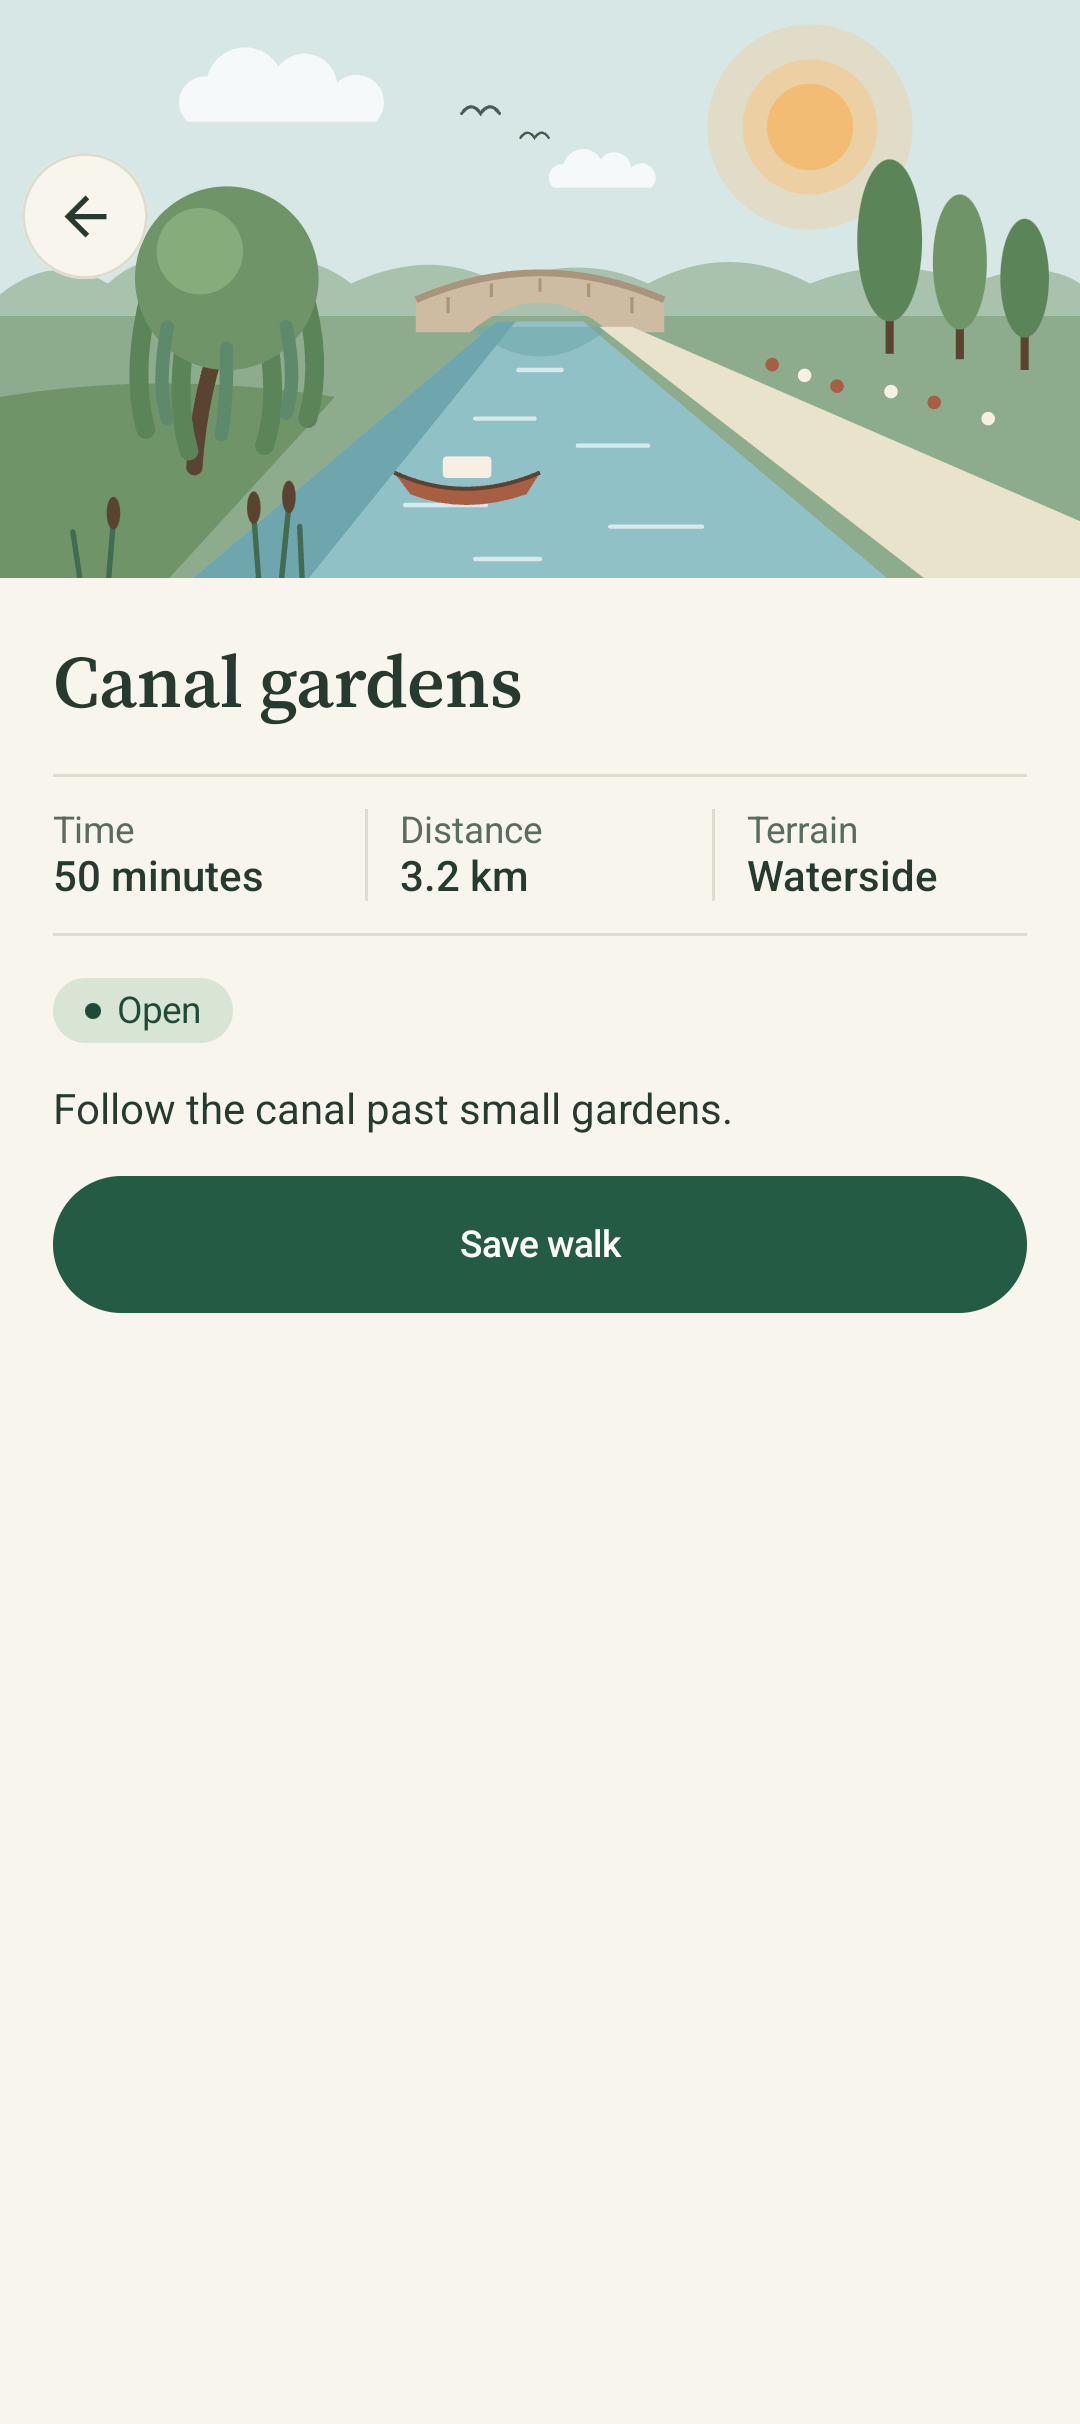 Canal gardens
Time
50 minutes
Distance
3.2 km
Terrain
Waterside
Open
Follow the canal past small gardens.
Save walk